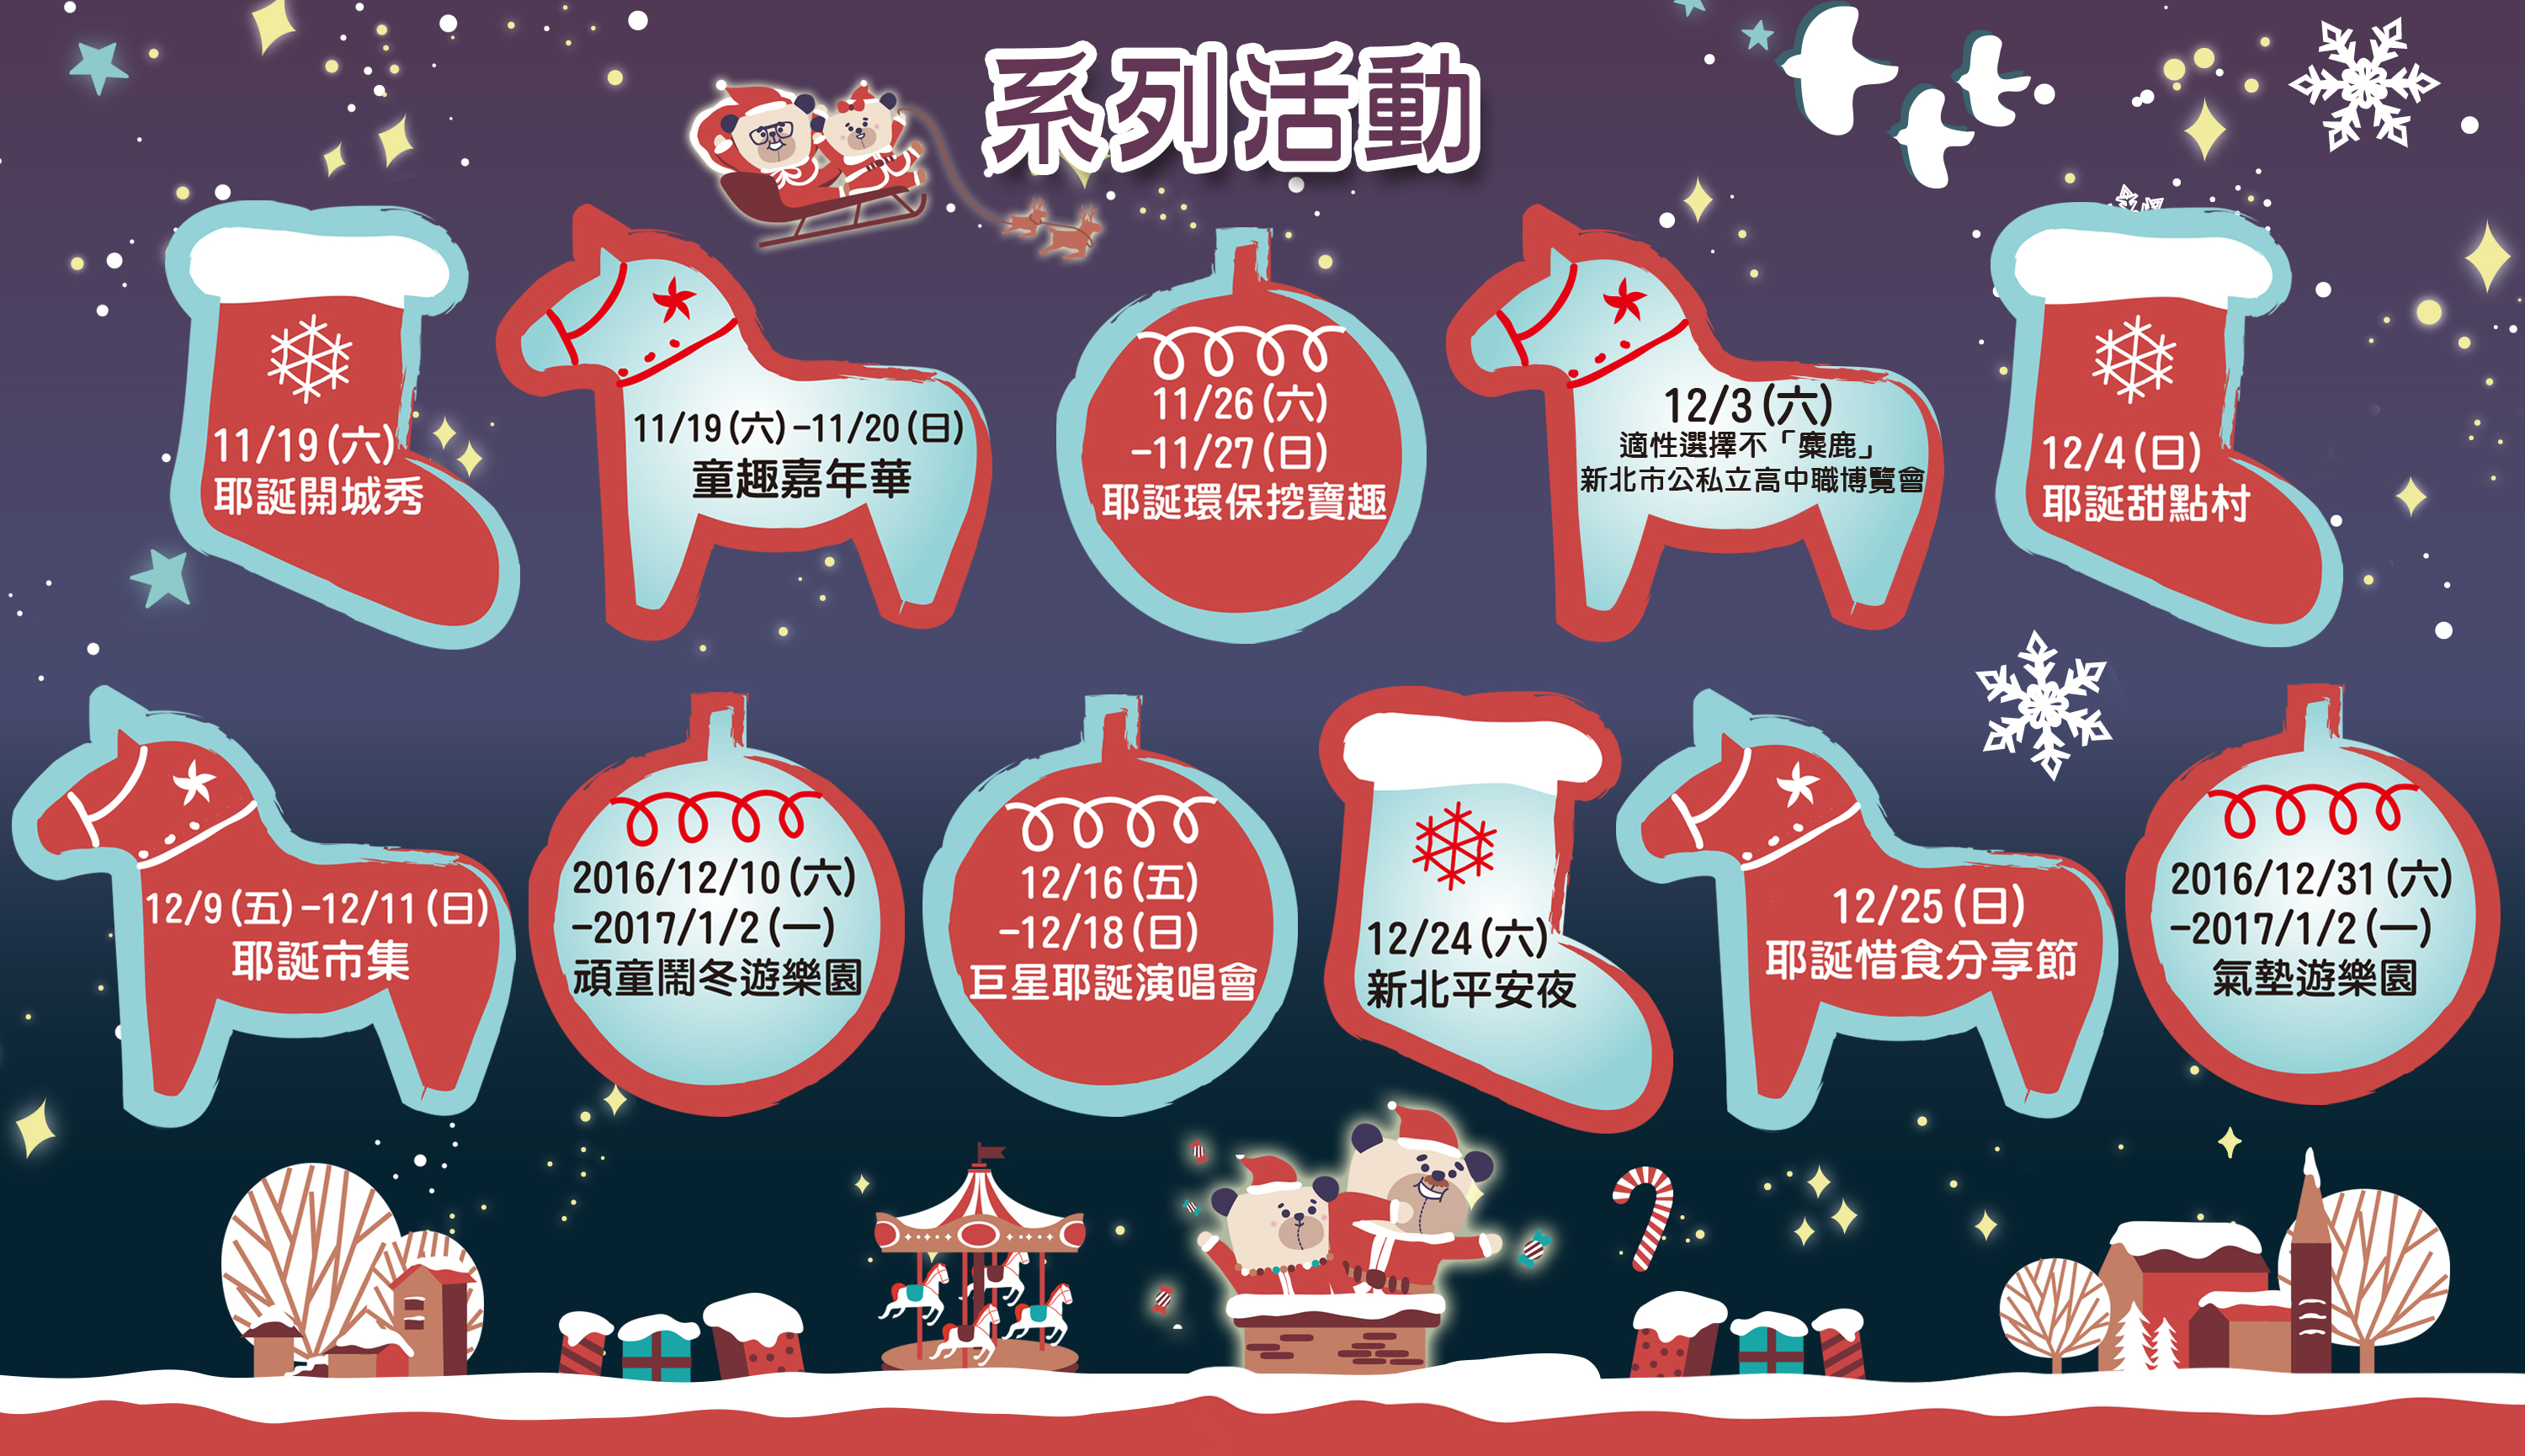 系列活動
11/19(六)
耶誕開城秀
11/19(六)-11/20(日)
童趣嘉年華
11/26(六)
-11/27(日)
耶誕環保挖寶趣
12/3(六)
適性選擇不「麋鹿」
新北市公私立高中職博覽會
12/4(日)
耶誕甜點村
12/9(五)-12/11(日)
耶誕市集
2016/12/10(六)
-2017/1/2(一)
頑童鬧冬遊樂園
12/16(五)
-12/18(日)
巨星耶誕演唱會
12/24(六)
新北平安夜
12/25(日)
耶誕惜食分享節
2016/12/31(六)
-2017/1/2(一)
氣墊遊樂園